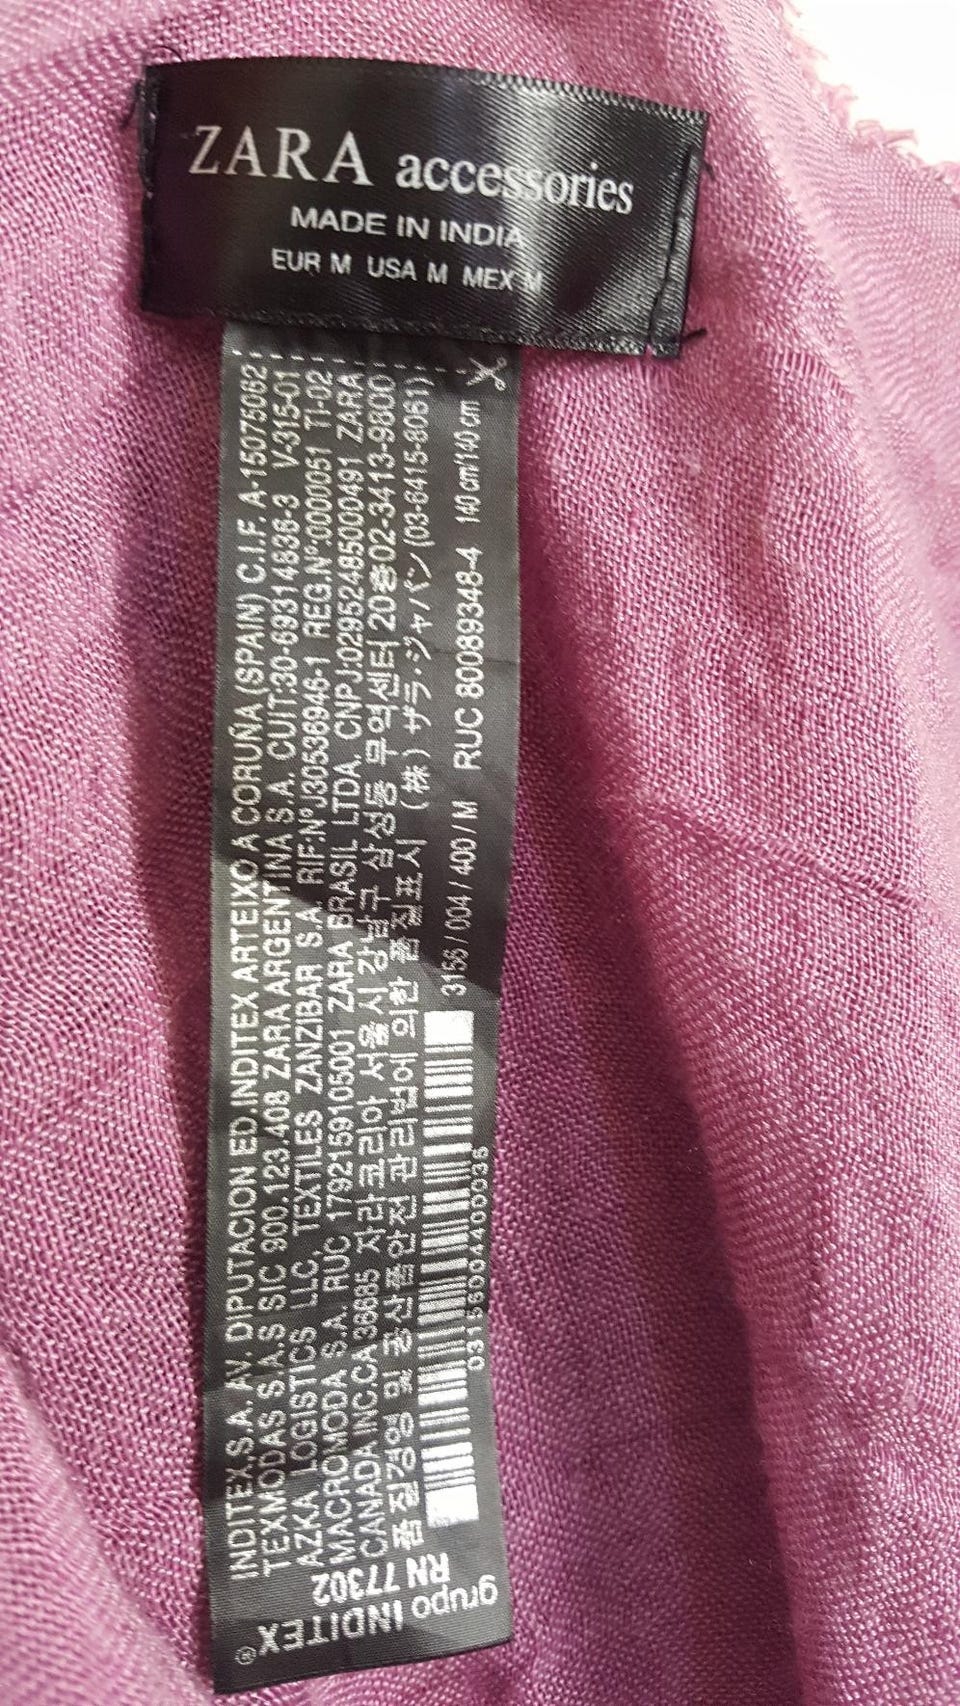 ZARA accessories
MADE IN INDIA
EUR M USA M MEX M
INDITEX.S.A. AV. DIPUTACION ED.INDITEX ARTEIXO A CORUÑA (SPAIN) C.I.F. A-15075062
TEXMODAS S.A.S SIC 900.123.408 ZARA ARGENTINA S.A. CUIT:30-69314836-3 V-315-01
AZKA LOGISTICS LLC. TEXTILES ZANZIBAR S.A. RIF:NºJ30536946-1 REG.Nº:0000051 TI-02
MACROMODA S.A. RUC 1792159105001 ZARA BRASIL LTDA. CNPJ:02952485000491 ZARA
CANADA INC.CA 36685 자라코리아 서울시 강남구 삼성동 무역센터 20층02-3413-9800
품질경영 및 공산품안전 관리법에 의한 품질표시 (株) ザラ・ジャパン (03-6415-8061)
3156 / 004 / 400 / M RUC 80089348-4 140 cm/140 cm
03156004400035
RN 77302
grupo INDITEX®